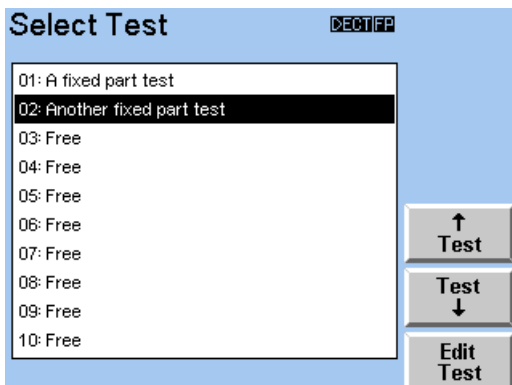 Select Test
DECT FP
01: A fixed part test
02: Another fixed part test
03: Free
04: Free
05: Free
06: Free
07: Free
08: Free
09: Free
10: Free
↑
Test
Test
↓
Edit
Test